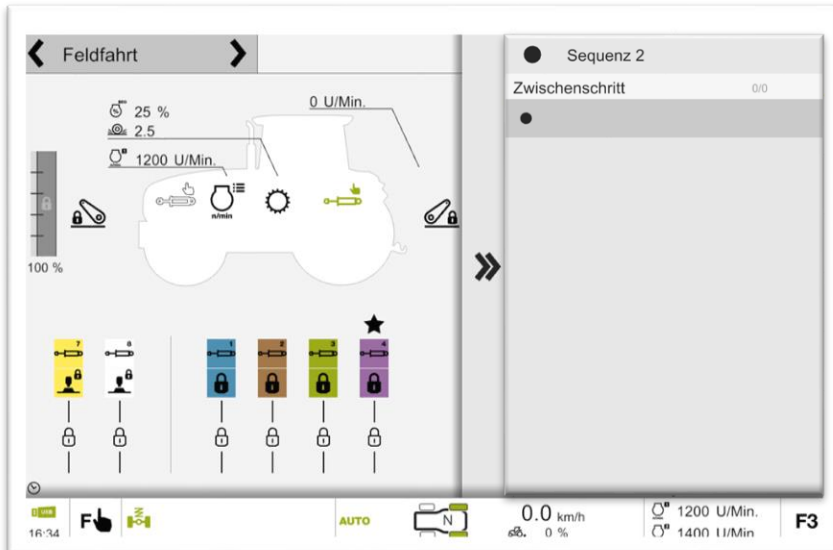 Feldfahrt
25 %
2.5
1200 U/Min.
0 U/Min.
n/min
100 %
7
8
1
2
3
4
Sequenz 2
Zwischenschritt 0/0
USB
16:34
F
AUTO
N
0.0 km/h
0 %
1200 U/Min.
1400 U/Min.
F3